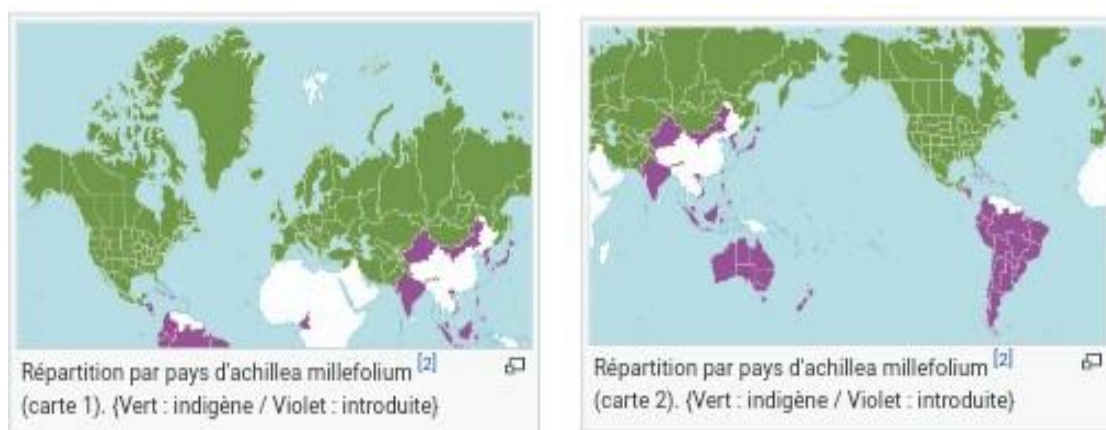 Répartition par pays d'achillea millefolium [2]
(carte 1). {Vert : indigène / Violet : introduite}
Répartition par pays d'achillea millefolium [2]
(carte 2). {Vert : indigène / Violet : introduite}